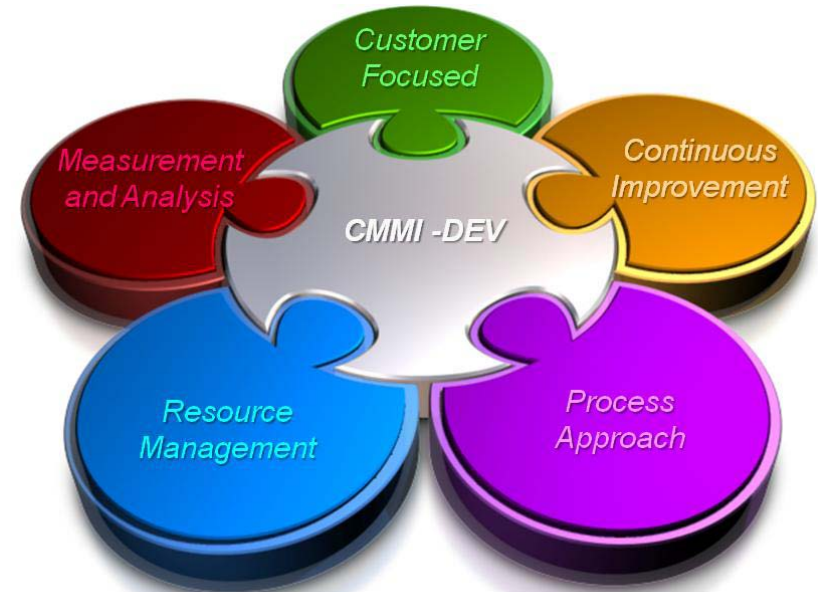 Customer
Focused
Measurement
and Analysis
Continuous
Improvement
CMMI -DEV
Resource
Management
Process
Approach